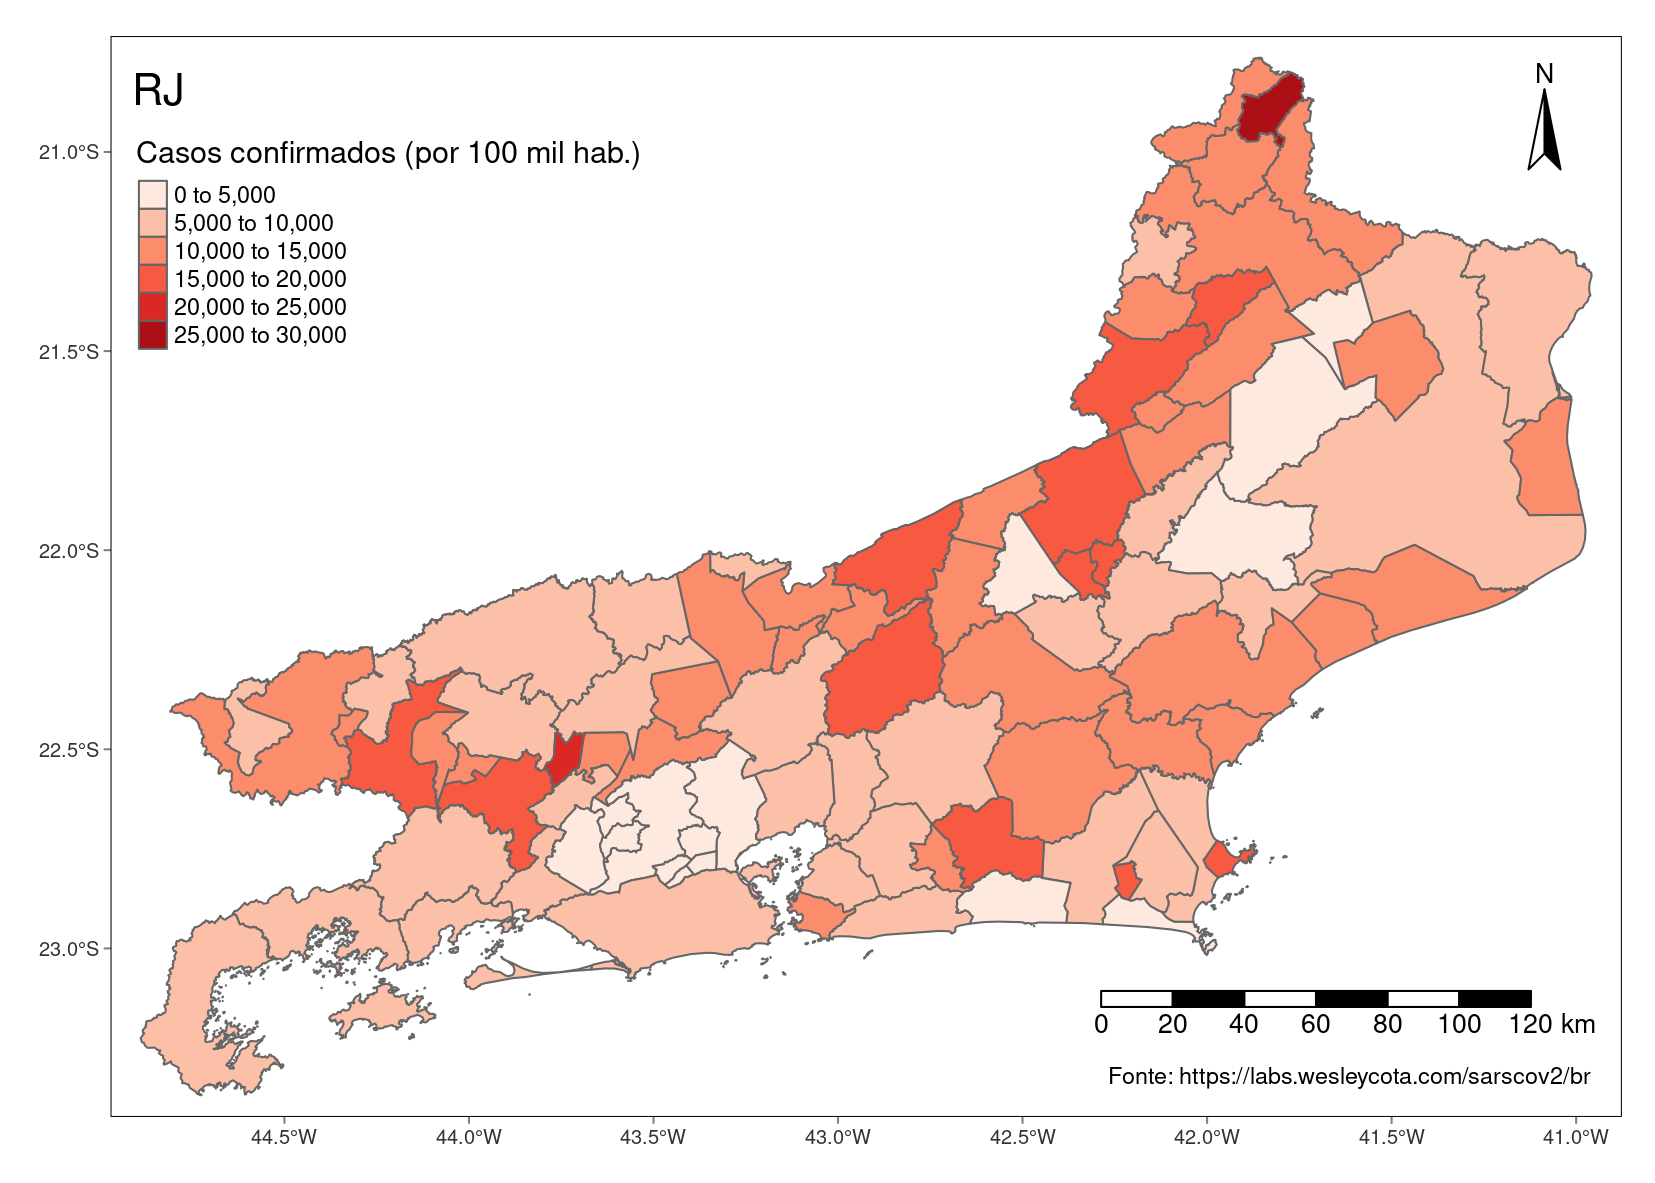 RJ
N
Casos confirmados (por 100 mil hab.)
0 to 5,000
5,000 to 10,000
10,000 to 15,000
15,000 to 20,000
20,000 to 25,000
25,000 to 30,000
21.0°S
21.5°S
22.0°S
22.5°S
23.0°S
0 20 40 60 80 100 120 km
Fonte: https://labs.wesleycota.com/sarscov2/br
44.5°W 44.0°W 43.5°W 43.0°W 42.5°W 42.0°W 41.5°W 41.0°W